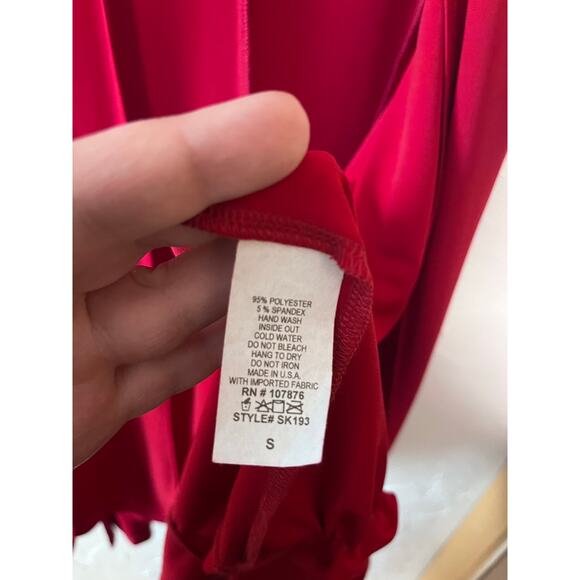 95% POLYESTER
5% SPANDEX
HAND WASH
INSIDE OUT
COLD WATER
DO NOT BLEACH
HANG TO DRY
DO NOT IRON
MADE IN U.S.A.
WITH IMPORTED FABRIC
RN # 107876
STYLE# SK193
S